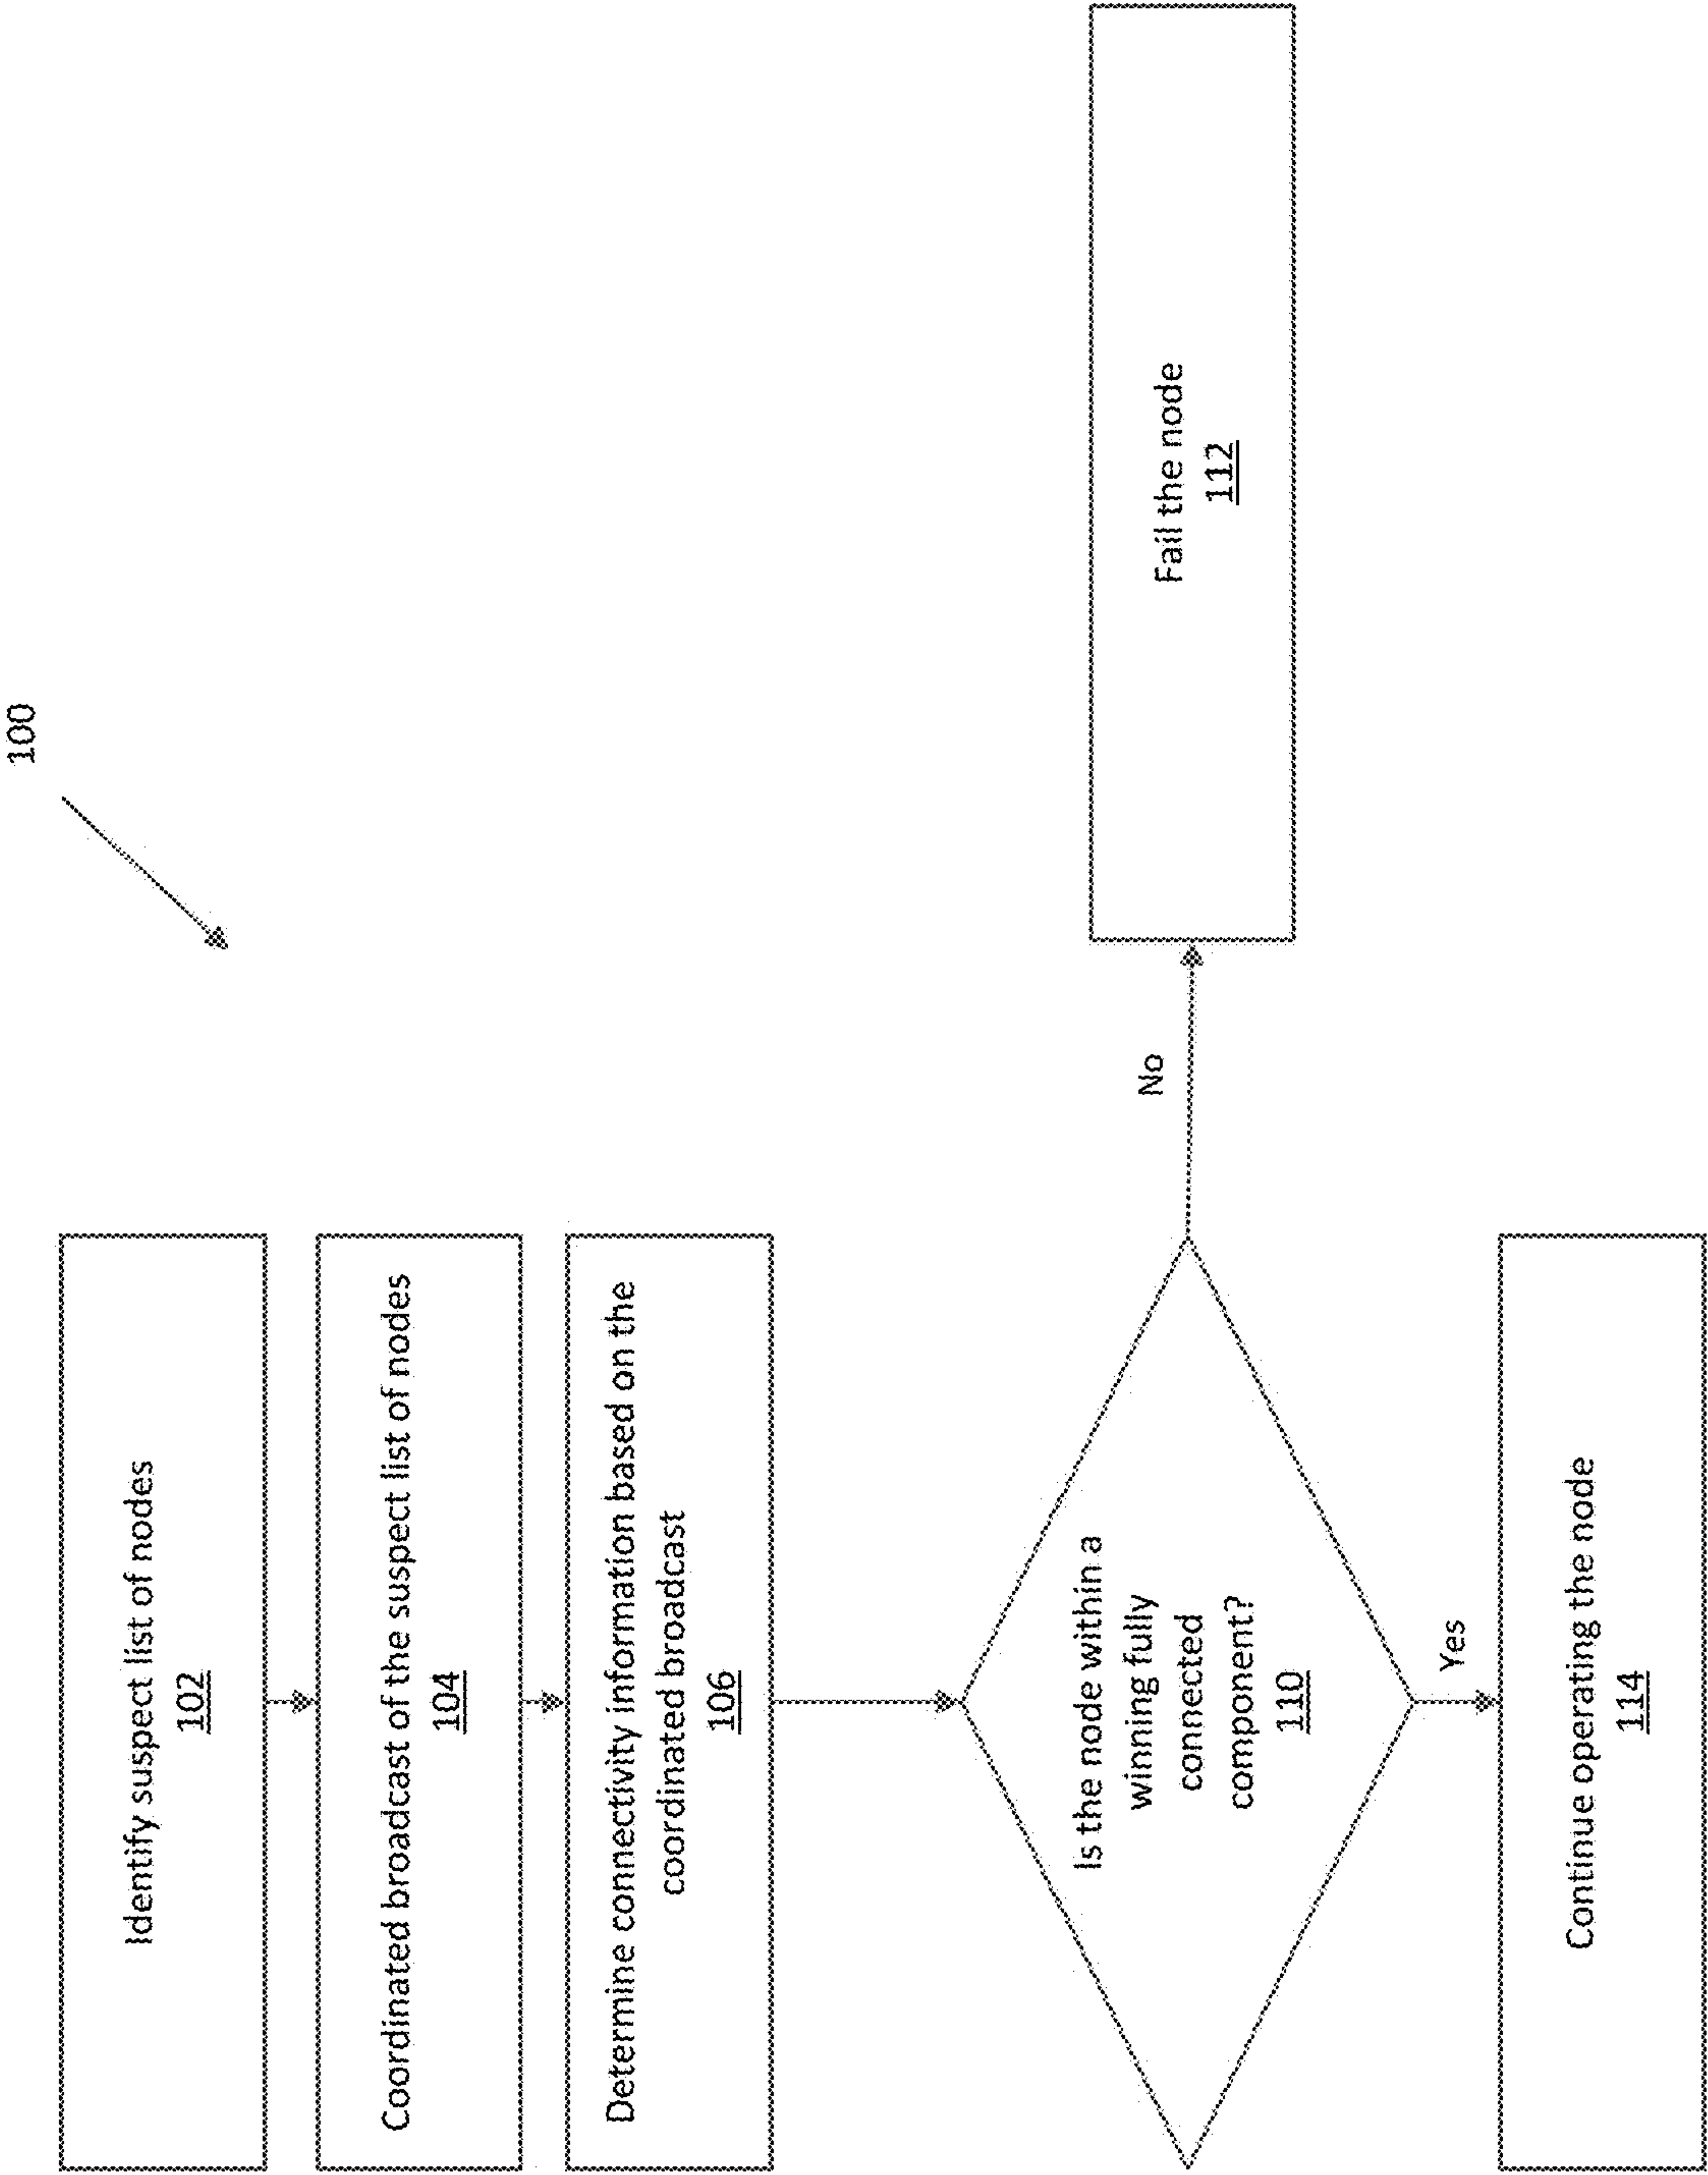 100
Identify suspect list of nodes
102
Coordinated broadcast of the suspect list of nodes
104
Determine connectivity information based on the
coordinated broadcast
106
Is the node within a
winning fully
connected
component?
110
No
Fail the node
112
Yes
Continue operating the node
114